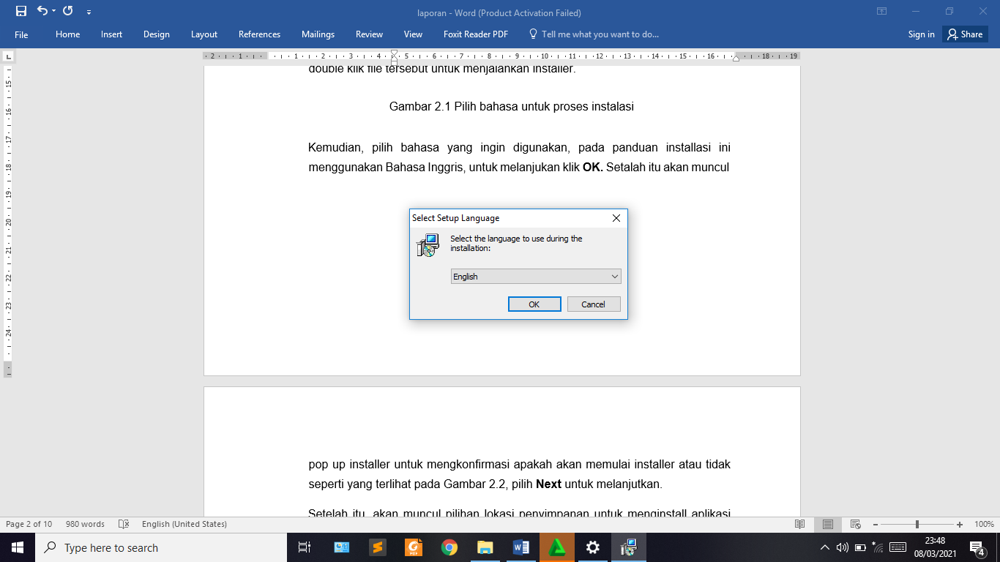 laporan - Word (Product Activation Failed)
File Home Insert Design Layout References Mailings Review View Foxit Reader PDF Tell me what you want to do... Sign in Share
2 1 1 2 3 4 5 6 7 8 9 10 11 12 13 14 15 16 18 19
double klik file tersebut untuk menjalankan installer.
Gambar 2.1 Pilih bahasa untuk proses instalasi
Kemudian, pilih bahasa yang ingin digunakan, pada panduan installasi ini
menggunakan Bahasa Inggris, untuk melanjukan klik OK. Setalah itu akan muncul
Select Setup Language
Select the language to use during the
installation:
English
OK Cancel
15
16
17
18
19
20
21
22
23
24
pop up installer untuk mengkonfirmasi apakah akan memulai installer atau tidak
seperti yang terlihat pada Gambar 2.2, pilih Next untuk melanjutkan.
Setelah itu, akan muncul pilihan lokasi penyimpanan untuk menginstall aplikasi
Page 2 of 10 980 words English (United States) 100%
Type here to search
PDF
23:48
08/03/2021
4